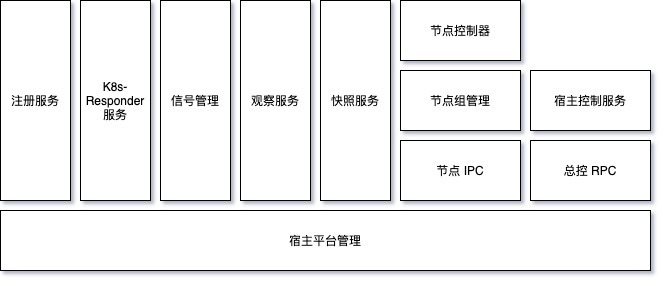 注册服务
K8s-
Responder
服务
信号管理
观察服务
快照服务
节点控制器
节点组管理
宿主控制服务
节点 IPC
总控 RPC
宿主平台管理